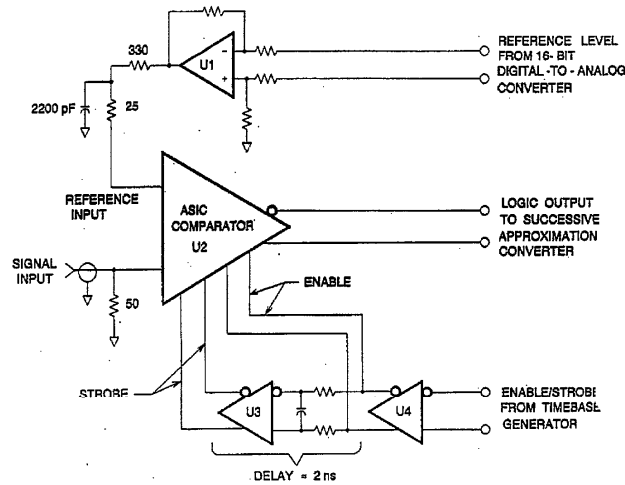 330
U1
−
+
REFERENCE LEVEL
FROM 16-BIT
DIGITAL-TO-ANALOG
CONVERTER
2200 pF
25
REFERENCE
INPUT
ASIC
COMPARATOR
U2
LOGIC OUTPUT
TO SUCCESSIVE
APPROXIMATION
CONVERTER
SIGNAL
INPUT
50
ENABLE
STROBE
U3
U4
ENABLE/STROBE
FROM TIMEBASE
GENERATOR
DELAY ≈ 2 ns